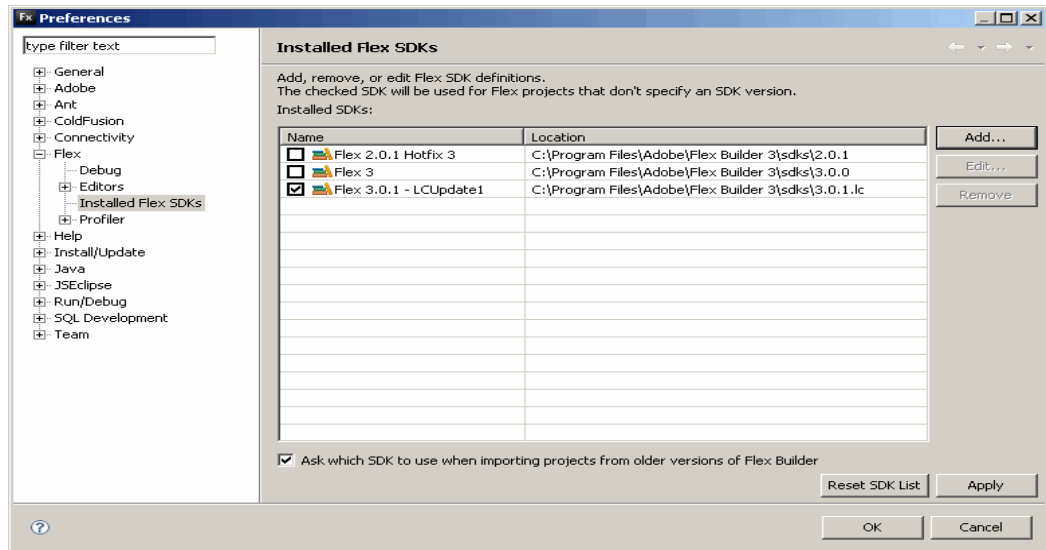 Fx Preferences
type filter text
General
Adobe
Ant
ColdFusion
Connectivity
Flex
Debug
Editors
Installed Flex SDKs
Profiler
Help
Install/Update
Java
JSEclipse
Run/Debug
SQL Development
Team
Installed Flex SDKs
Add, remove, or edit Flex SDK definitions.
The checked SDK will be used for Flex projects that don't specify an SDK version.
Installed SDKs:
Name Location
Flex 2.0.1 Hotfix 3 C:\Program Files\Adobe\Flex Builder 3\sdks\2.0.1
Flex 3 C:\Program Files\Adobe\Flex Builder 3\sdks\3.0.0
Flex 3.0.1 - LCUpdate1 C:\Program Files\Adobe\Flex Builder 3\sdks\3.0.1.lc
Add...
Edit...
Remove
Ask which SDK to use when importing projects from older versions of Flex Builder
Reset SDK List Apply
? OK Cancel